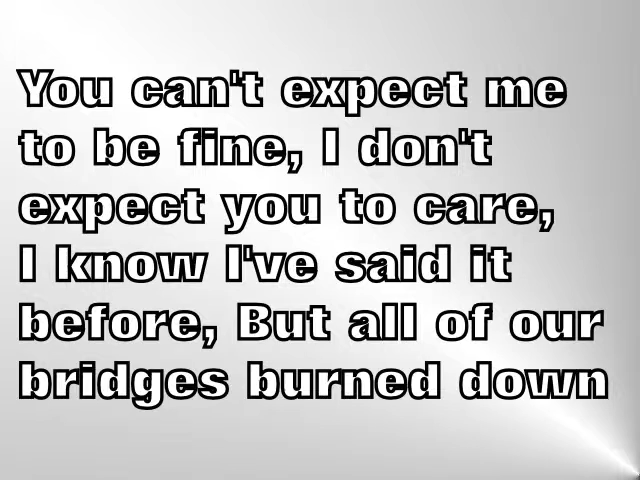 You can't expect me
to be fine, I don't
expect you to care,
I know I've said it
before, But all of our
bridges burned down